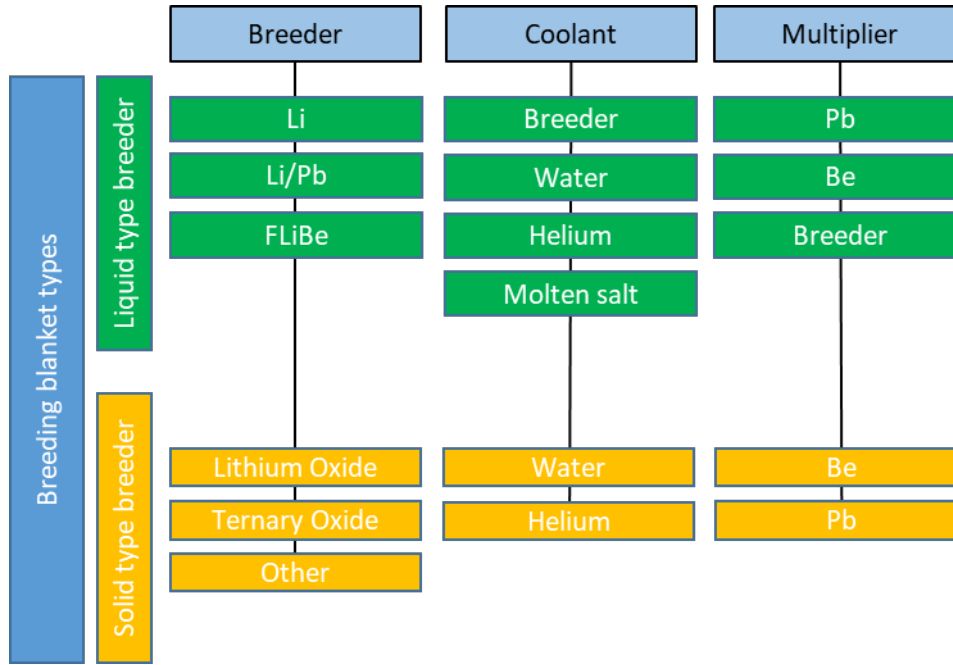 Breeder
Coolant
Multiplier
Breeding blanket types
Liquid type breeder
Li
Breeder
Pb
Li/Pb
Water
Be
FLiBe
Helium
Breeder
Molten salt
Solid type breeder
Lithium Oxide
Water
Be
Ternary Oxide
Helium
Pb
Other